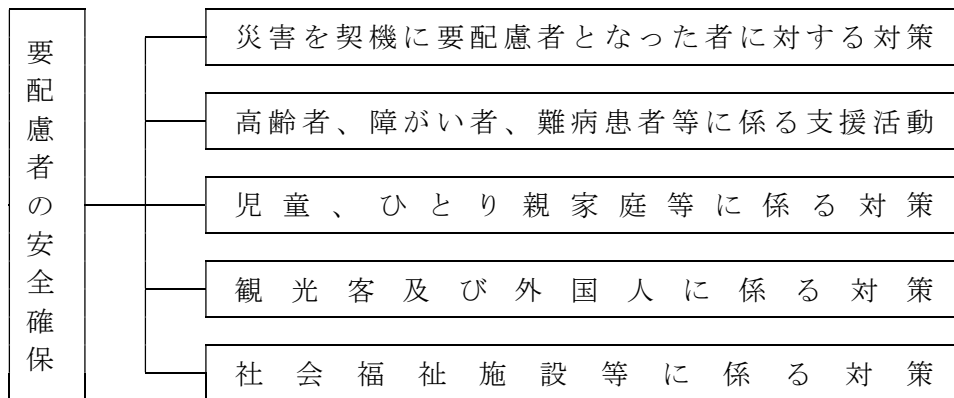 要配慮者の安全確保
災害を契機に要配慮者となった者に対する対策
高齢者、障がい者、難病患者等に係る支援活動
児童、ひとり親家庭等に係る対策
観光客及び外国人に係る対策
社会福祉施設等に係る対策